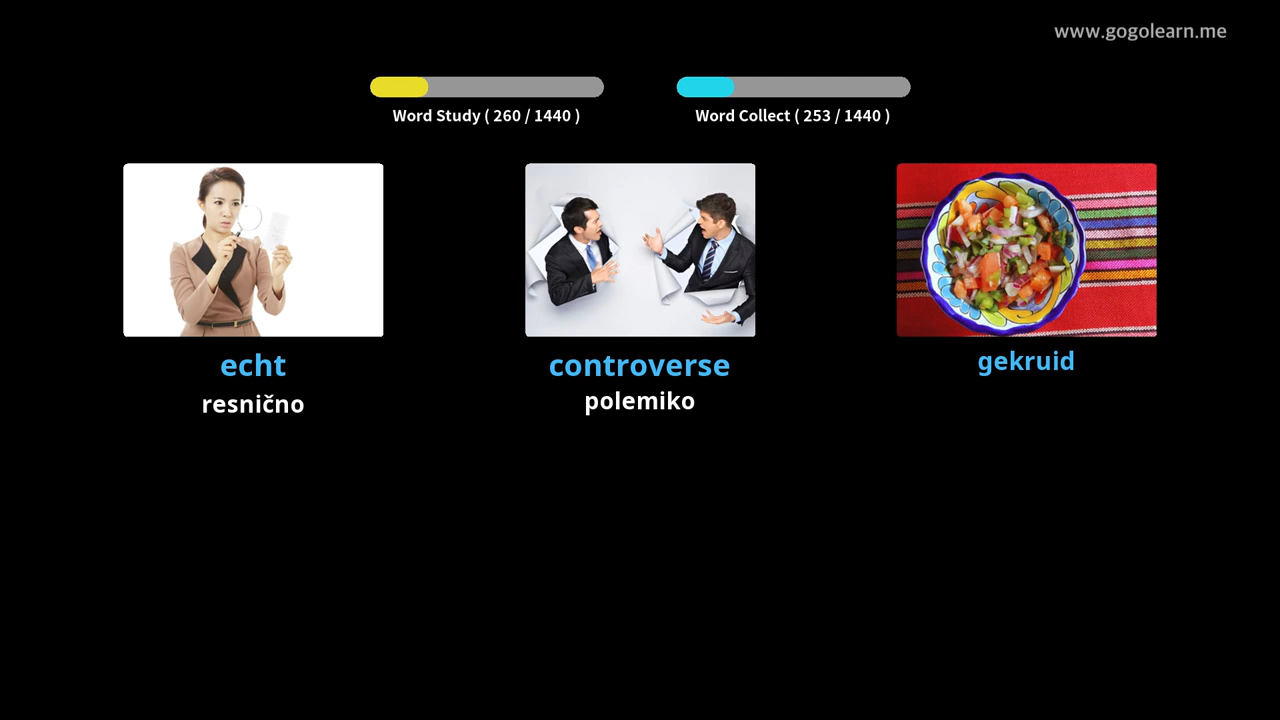 www.gogolearn.me
Word Study ( 260 / 1440 )
Word Collect ( 253 / 1440 )
echt
resnično
controverse
polemiko
gekruid